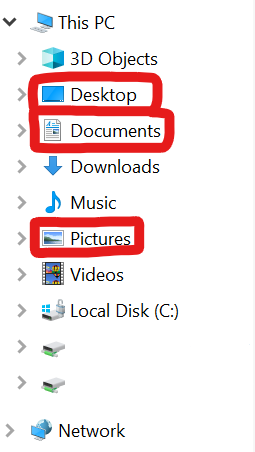 This PC
3D Objects
Desktop
Documents
Downloads
Music
Pictures
Videos
Local Disk (C:)
Network